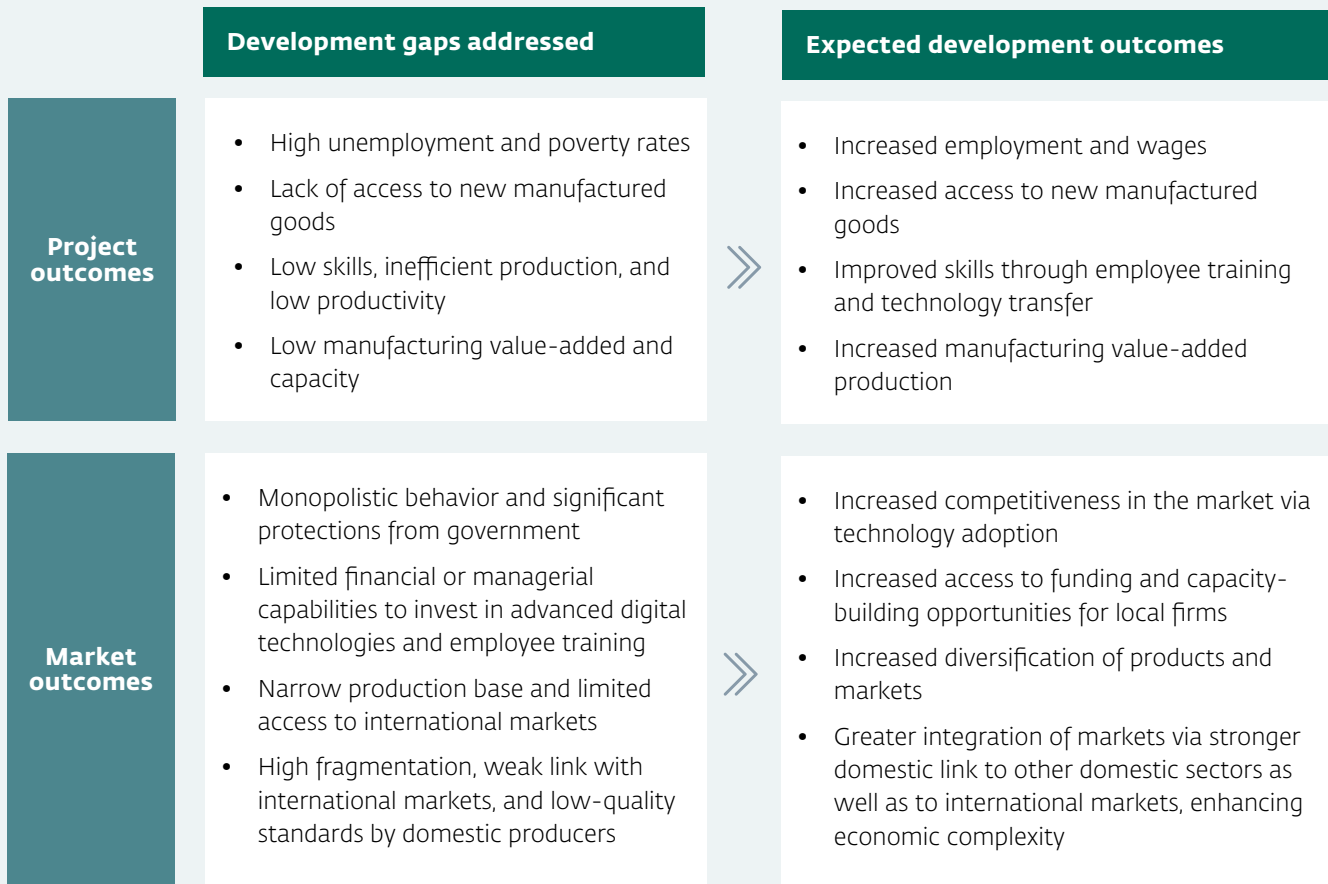 Development gaps addressed
Expected development outcomes
Project
outcomes
• High unemployment and poverty rates
• Lack of access to new manufactured
goods
• Low skills, inefficient production, and
low productivity
• Low manufacturing value-added and
capacity
• Increased employment and wages
• Increased access to new manufactured
goods
• Improved skills through employee training
and technology transfer
• Increased manufacturing value-added
production
Market
outcomes
• Monopolistic behavior and significant
protections from government
• Limited financial or managerial
capabilities to invest in advanced digital
technologies and employee training
• Narrow production base and limited
access to international markets
• High fragmentation, weak link with
international markets, and low-quality
standards by domestic producers
• Increased competitiveness in the market via
technology adoption
• Increased access to funding and capacity-
building opportunities for local firms
• Increased diversification of products and
markets
• Greater integration of markets via stronger
domestic link to other domestic sectors as
well as to international markets, enhancing
economic complexity